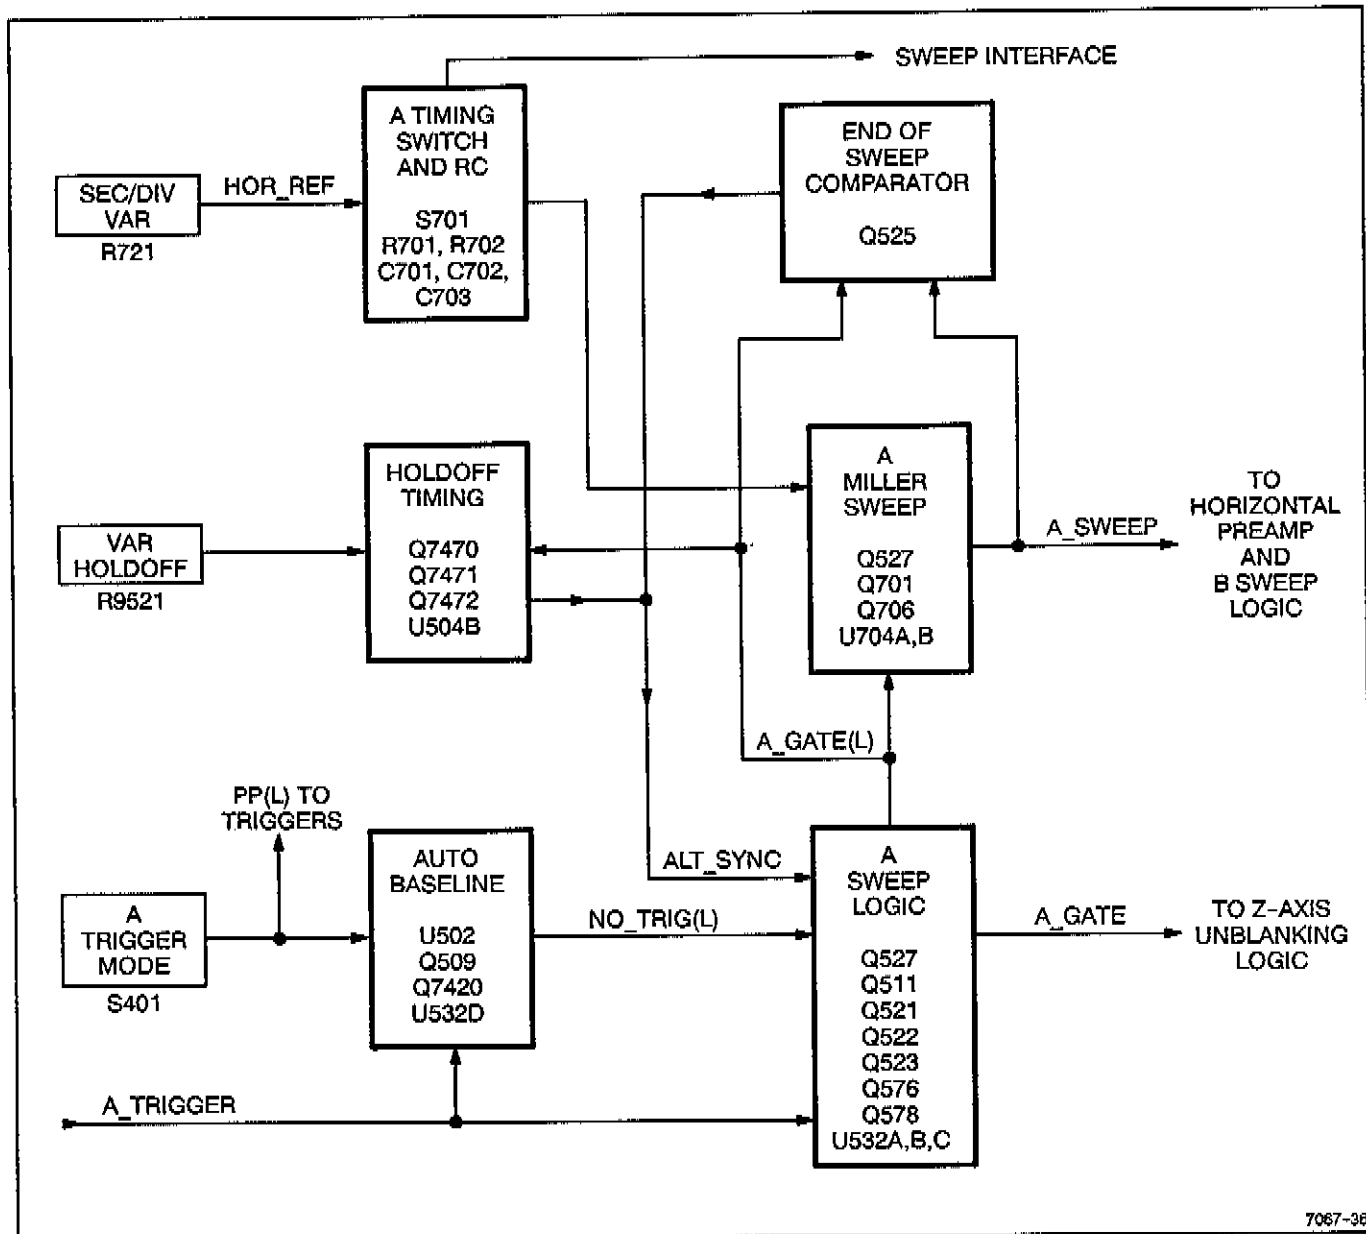 SWEEP INTERFACE
A TIMING
SWITCH
AND RC
S701
R701, R702
C701, C702,
C703
END OF
SWEEP
COMPARATOR
Q525
SEC/DIV
VAR
R721
HOR_REF
HOLDOFF
TIMING
Q7470
Q7471
Q7472
U504B
VAR
HOLDOFF
R9521
A
MILLER
SWEEP
Q527
Q701
Q706
U704A,B
A_SWEEP
TO
HORIZONTAL
PREAMP
AND
B SWEEP
LOGIC
A_GATE(L)
PP(L) TO
TRIGGERS
A
TRIGGER
MODE
S401
AUTO
BASELINE
U502
Q509
Q7420
U532D
ALT_SYNC
NO_TRIG(L)
A
SWEEP
LOGIC
Q527
Q511
Q521
Q522
Q523
Q576
Q578
U532A,B,C
A_GATE
TO Z-AXIS
UNBLANKING
LOGIC
A_TRIGGER
7067-36